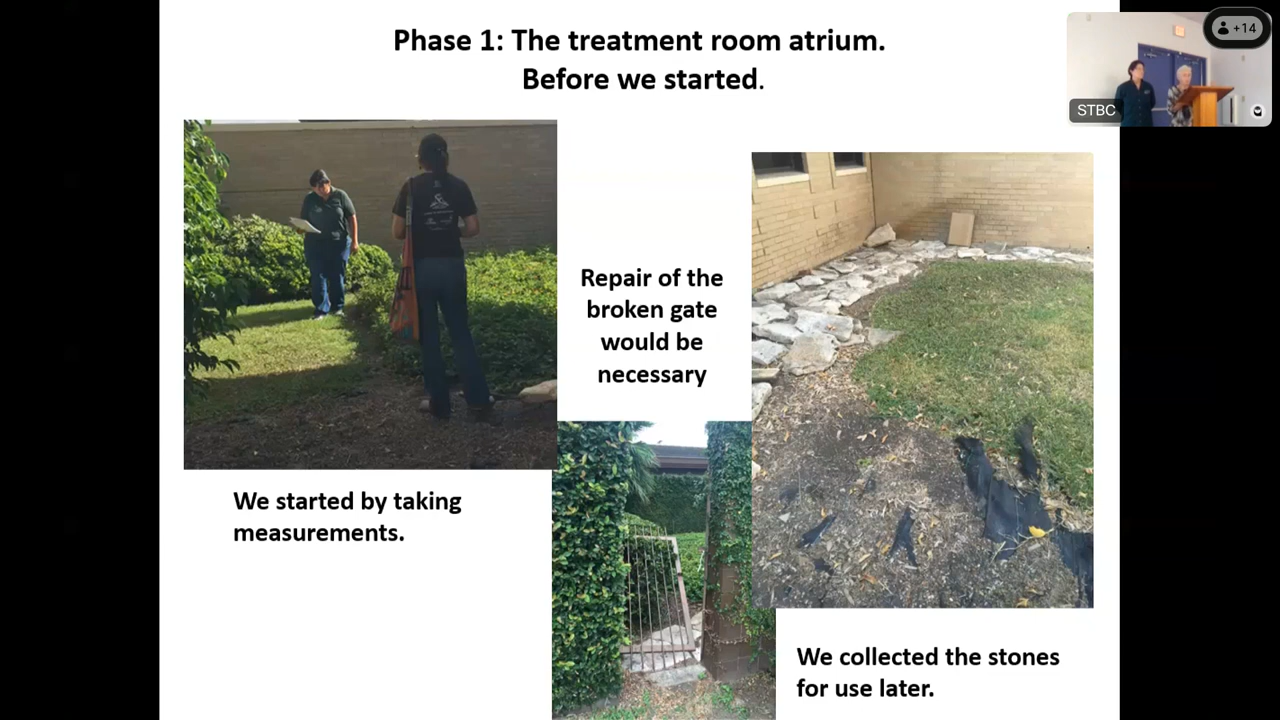 Phase 1: The treatment room atrium.
Before we started.
+14
STBC
Repair of the
broken gate
would be
necessary
We started by taking
measurements.
We collected the stones
for use later.